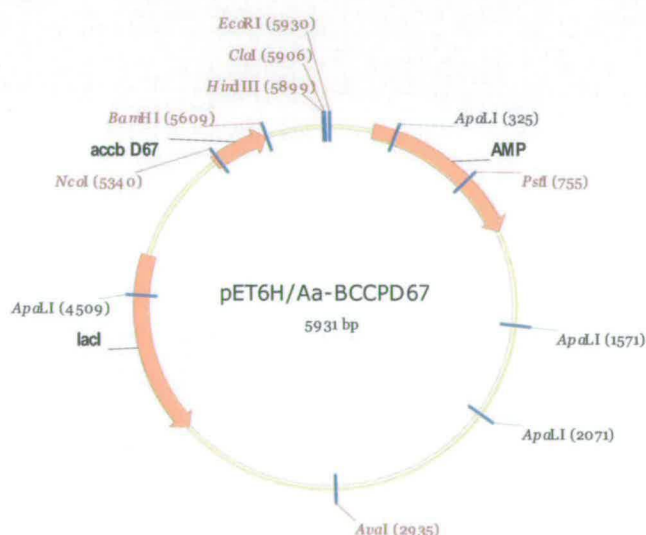 EcoRI (5930)
ClaI (5906)
HindIII (5899)
BamHI (5609)
accb D67
NcoI (5340)
ApaLI (325)
AMP
PstI (755)
ApaLI (4509)
lacI
pET6H/Aa-BCCPD67
5931 bp
ApaLI (1571)
ApaLI (2071)
AvaI (2935)